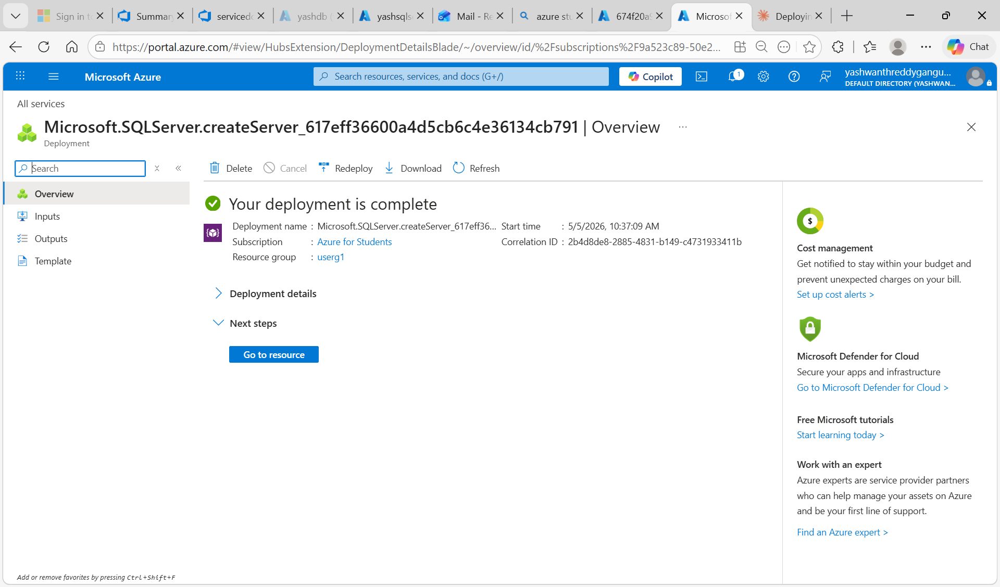 Sign in to
Summar
servicedo
yashdb (
yashsqlse
Mail - Re
azure stu
674f20a9
Microsof
Deployin
https://portal.azure.com/#view/HubsExtension/DeploymentDetailsBlade/~/overview/id/%2Fsubscriptions%2F9a523c89-50e2...
Chat
Microsoft Azure
Search resources, services, and docs (G+/)
Copilot
1
yashwanthreddygangu...
DEFAULT DIRECTORY (YASHWAN...
All services
Microsoft.SQLServer.createServer_617eff36600a4d5cb6c4e36134cb791 | Overview ...
Deployment
Search
Delete Cancel Redeploy Download Refresh
Overview
Inputs
Outputs
Template
Your deployment is complete
Deployment name : Microsoft.SQLServer.createServer_617eff36... Start time : 5/5/2026, 10:37:09 AM
Subscription : Azure for Students Correlation ID : 2b4d8de8-2885-4831-b149-c4731933411b
Resource group : userg1
Deployment details
Next steps
Go to resource
$
Cost management
Get notified to stay within your budget and
prevent unexpected charges on your bill.
Set up cost alerts >
Microsoft Defender for Cloud
Secure your apps and infrastructure
Go to Microsoft Defender for Cloud >
Free Microsoft tutorials
Start learning today >
Work with an expert
Azure experts are service provider partners
who can help manage your assets on Azure
and be your first line of support.
Find an Azure expert >
Add or remove favorites by pressing Ctrl+Shift+F